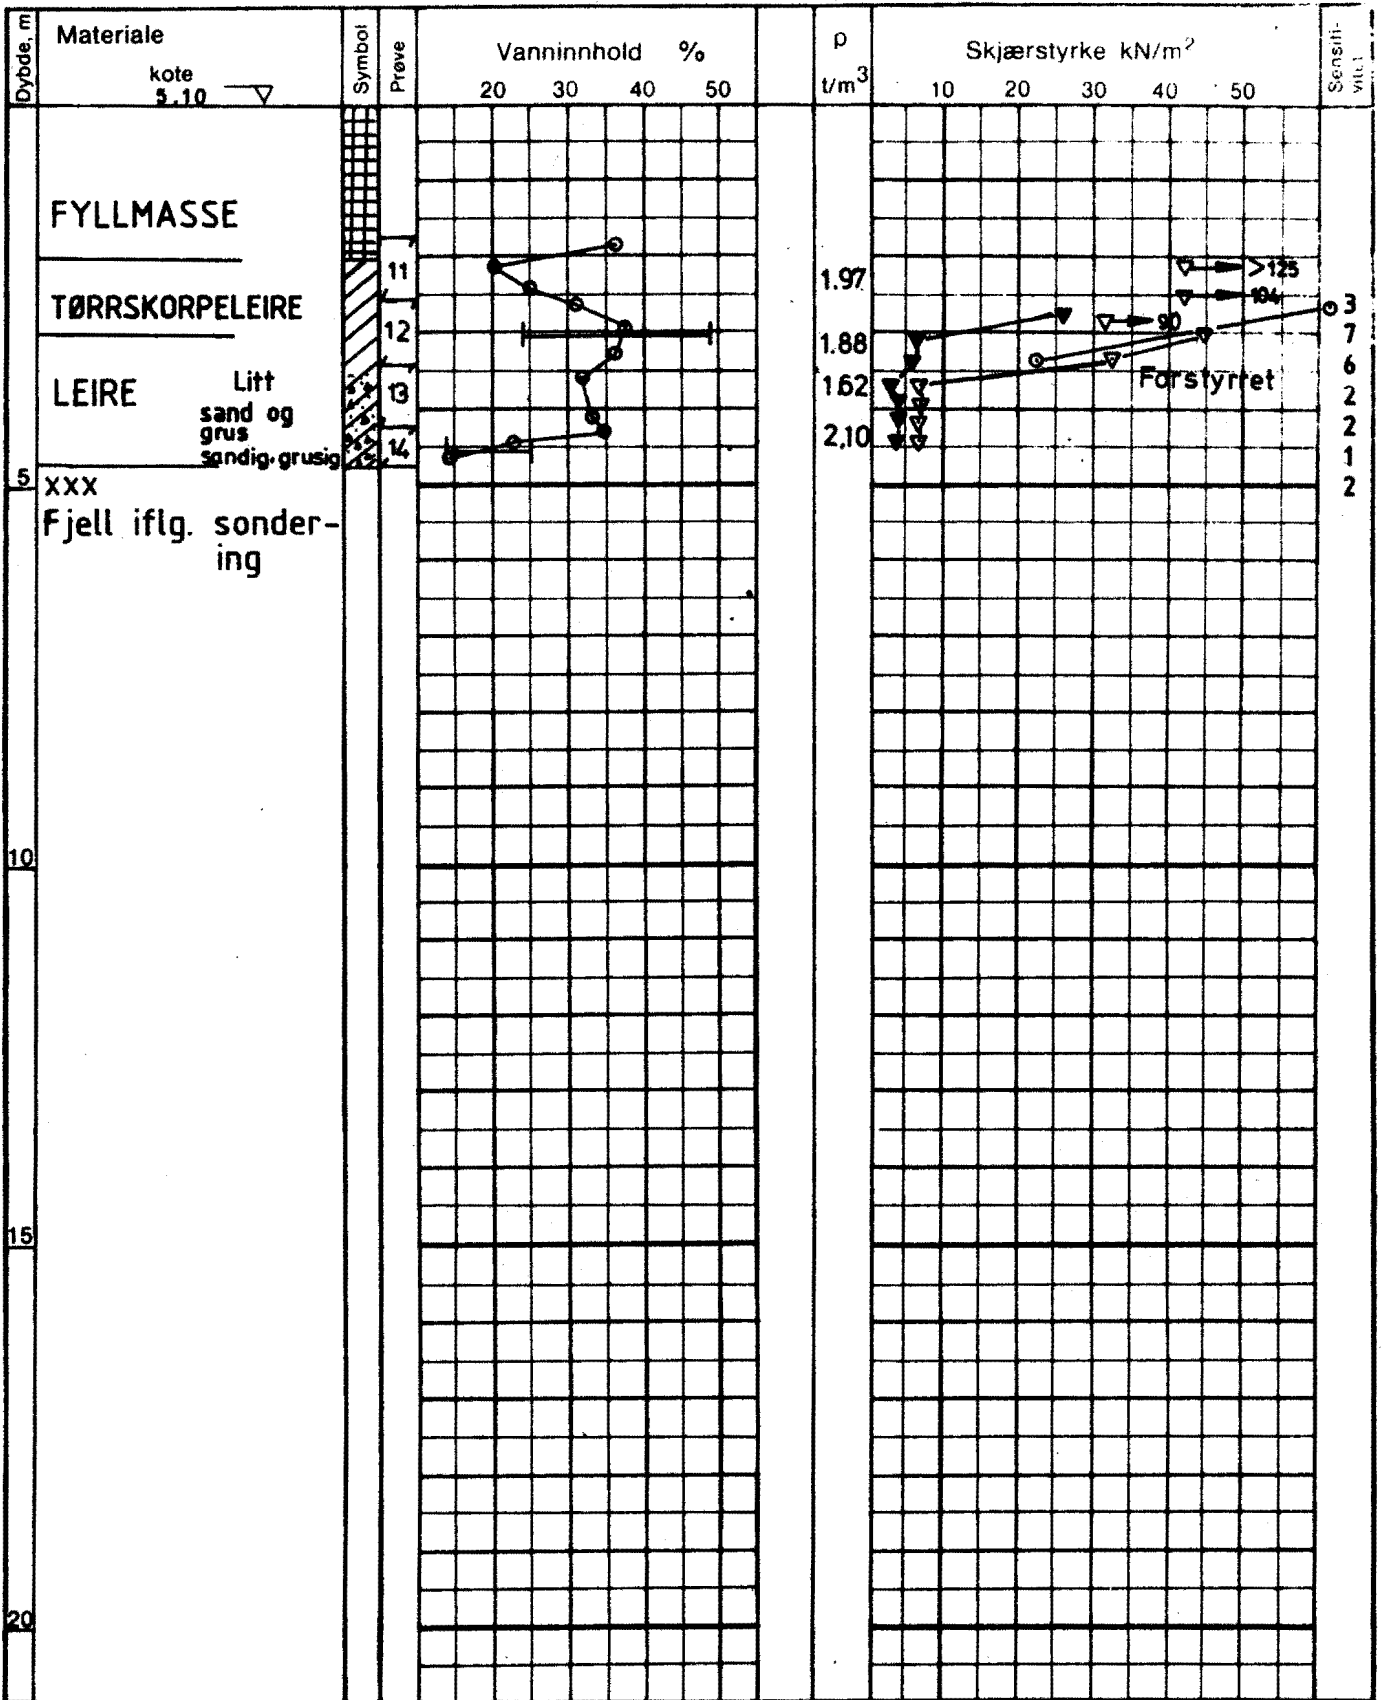 Dybde, m
Materiale
kote
5.10
Symbol
Prøve
Vanninnhold %
20 30 40 50
ρ
t/m³
Skjærstyrke kN/m²
10 20 30 40 50
Sensiti-
FYLLMASSE
TØRRSKORPELEIRE
LEIRE
Litt
sand og
grus
sandig, grusig
11
12
13
14
1.97
1.88
1.62
2,10
>125
104
90
Forstyrret
3
7
6
2
2
1
2
5
XXX
Fjell iflg. sonder-
ing
10
15
20